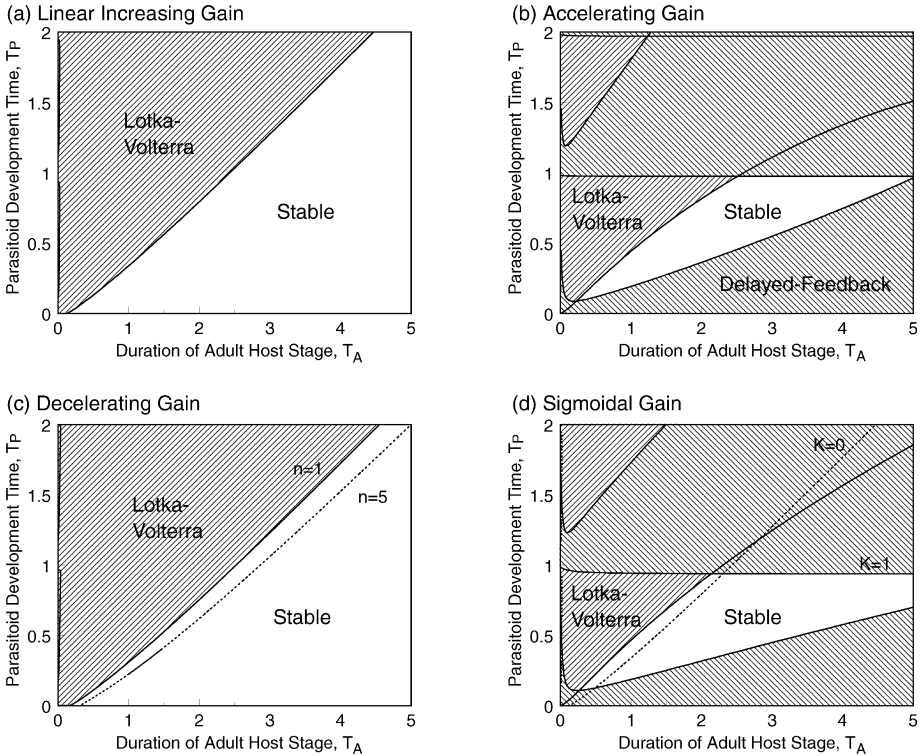 (a) Linear Increasing Gain
Parasitoid Development Time, TP
2
1.5
1
0.5
0
Lotka-
Volterra
Stable
0 1 2 3 4 5
Duration of Adult Host Stage, TA
(b) Accelerating Gain
Parasitoid Development Time, TP
2
1.5
1
0.5
0
Lotka-
Volterra
Stable
Delayed-Feedback
0 1 2 3 4 5
Duration of Adult Host Stage, TA
(c) Decelerating Gain
Parasitoid Development Time, TP
2
1.5
1
0.5
0
n=1
n=5
Lotka-
Volterra
Stable
0 1 2 3 4 5
Duration of Adult Host Stage, TA
(d) Sigmoidal Gain
Parasitoid Development Time, TP
2
1.5
1
0.5
0
K=0
K=1
Lotka-
Volterra
Stable
0 1 2 3 4 5
Duration of Adult Host Stage, TA